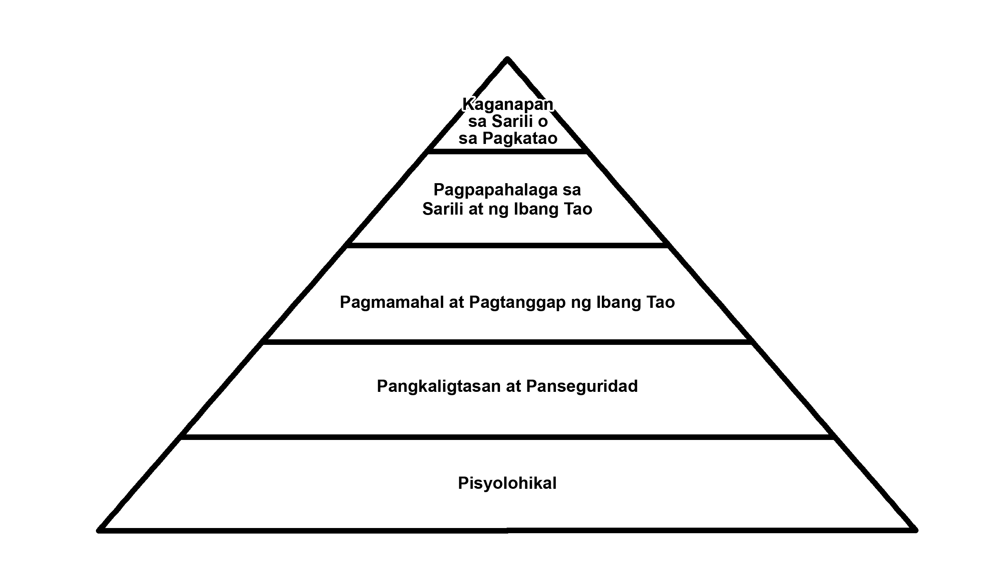 Kaganapan
sa Sarili o
sa Pagkatao
Pagpapahalaga sa
Sarili at ng Ibang Tao
Pagmamahal at Pagtanggap ng Ibang Tao
Pangkaligtasan at Panseguridad
Pisyolohikal